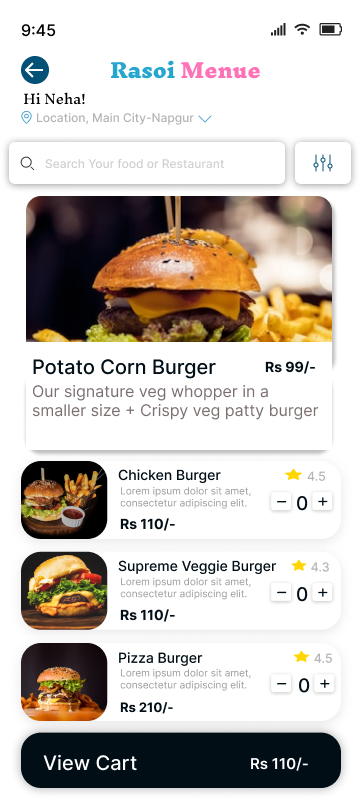 9:45
Rasoi Menue
Hi Neha!
Location, Main City-Napgur
Search Your food or Restaurant
Potato Corn Burger Rs 99/-
Our signature veg whopper in a
smaller size + Crispy veg patty burger
Chicken Burger 4.5
Lorem ipsum dolor sit amet,
consectetur adipiscing elit.
− 0 +
Rs 110/-
Supreme Veggie Burger 4.3
Lorem ipsum dolor sit amet,
consectetur adipiscing elit.
− 0 +
Rs 110/-
Pizza Burger 4.5
Lorem ipsum dolor sit amet,
consectetur adipiscing elit.
− 0 +
Rs 210/-
View Cart Rs 110/-